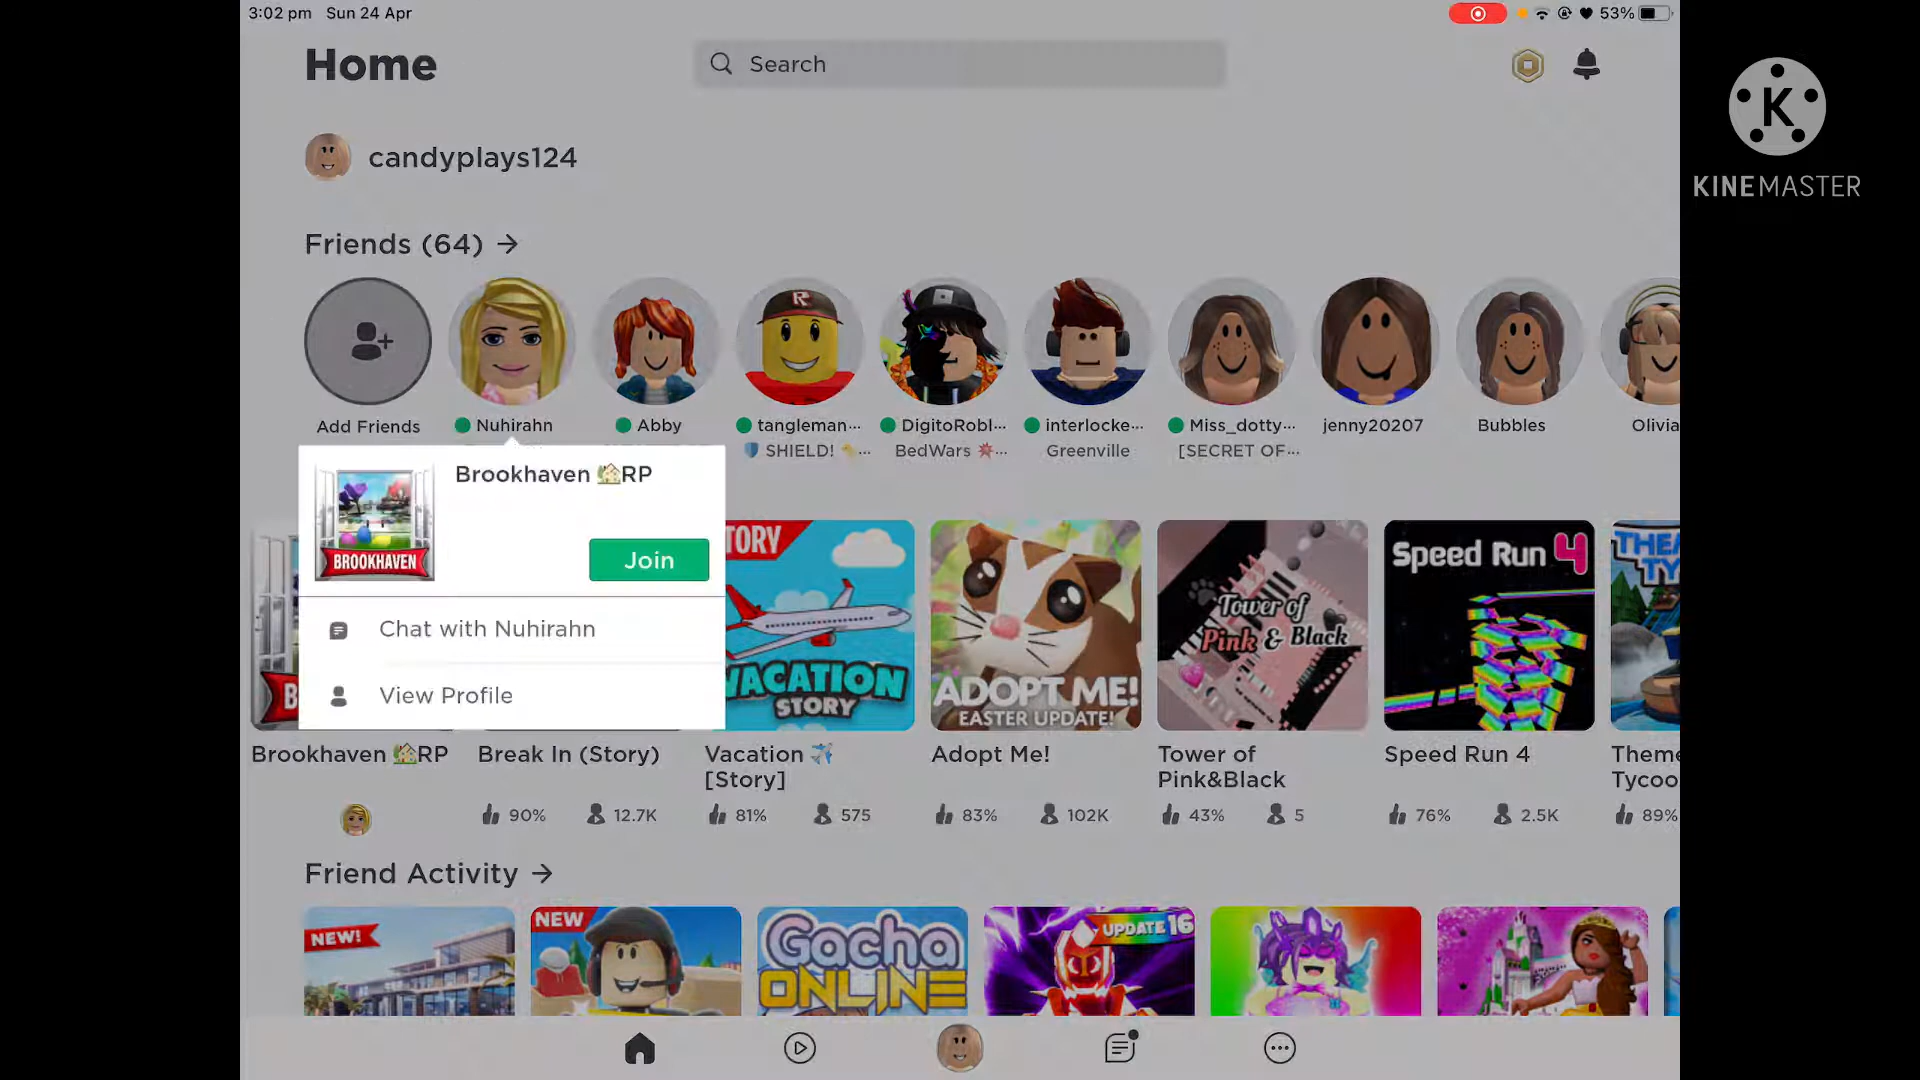 3:02 pm Sun 24 Apr
53%
Home
Search
K
KINEMASTER
candyplays124
Friends (64) →
Add Friends
Nuhirahn
Abby
tangleman...
DigitoRobl...
interlocke...
Miss_dotty...
jenny20207
Bubbles
Olivia
SHIELD! ...
BedWars ...
Greenville
[SECRET OF...
Brookhaven RP
BROOKHAVEN
Join
Chat with Nuhirahn
View Profile
B
TORY
VACATION
STORY
ADOPT ME!
EASTER UPDATE!
Tower of
Pink & Black
Speed Run 4
THEM
TY
Brookhaven RP
Break In (Story)
90% 12.7K
Vacation
[Story]
81% 575
Adopt Me!
83% 102K
Tower of
Pink&Black
43% 5
Speed Run 4
76% 2.5K
Theme
Tycoo
89%
Friend Activity →
NEW!
NEW
Gacha
ONLINE
UPDATE 16